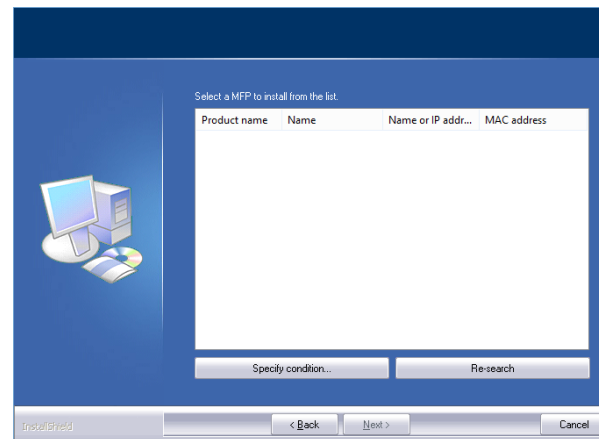 Select a MFP to install from the list.
Product name Name Name or IP addr... MAC address
Specify condition... Re-search
InstallShield < Back Next > Cancel